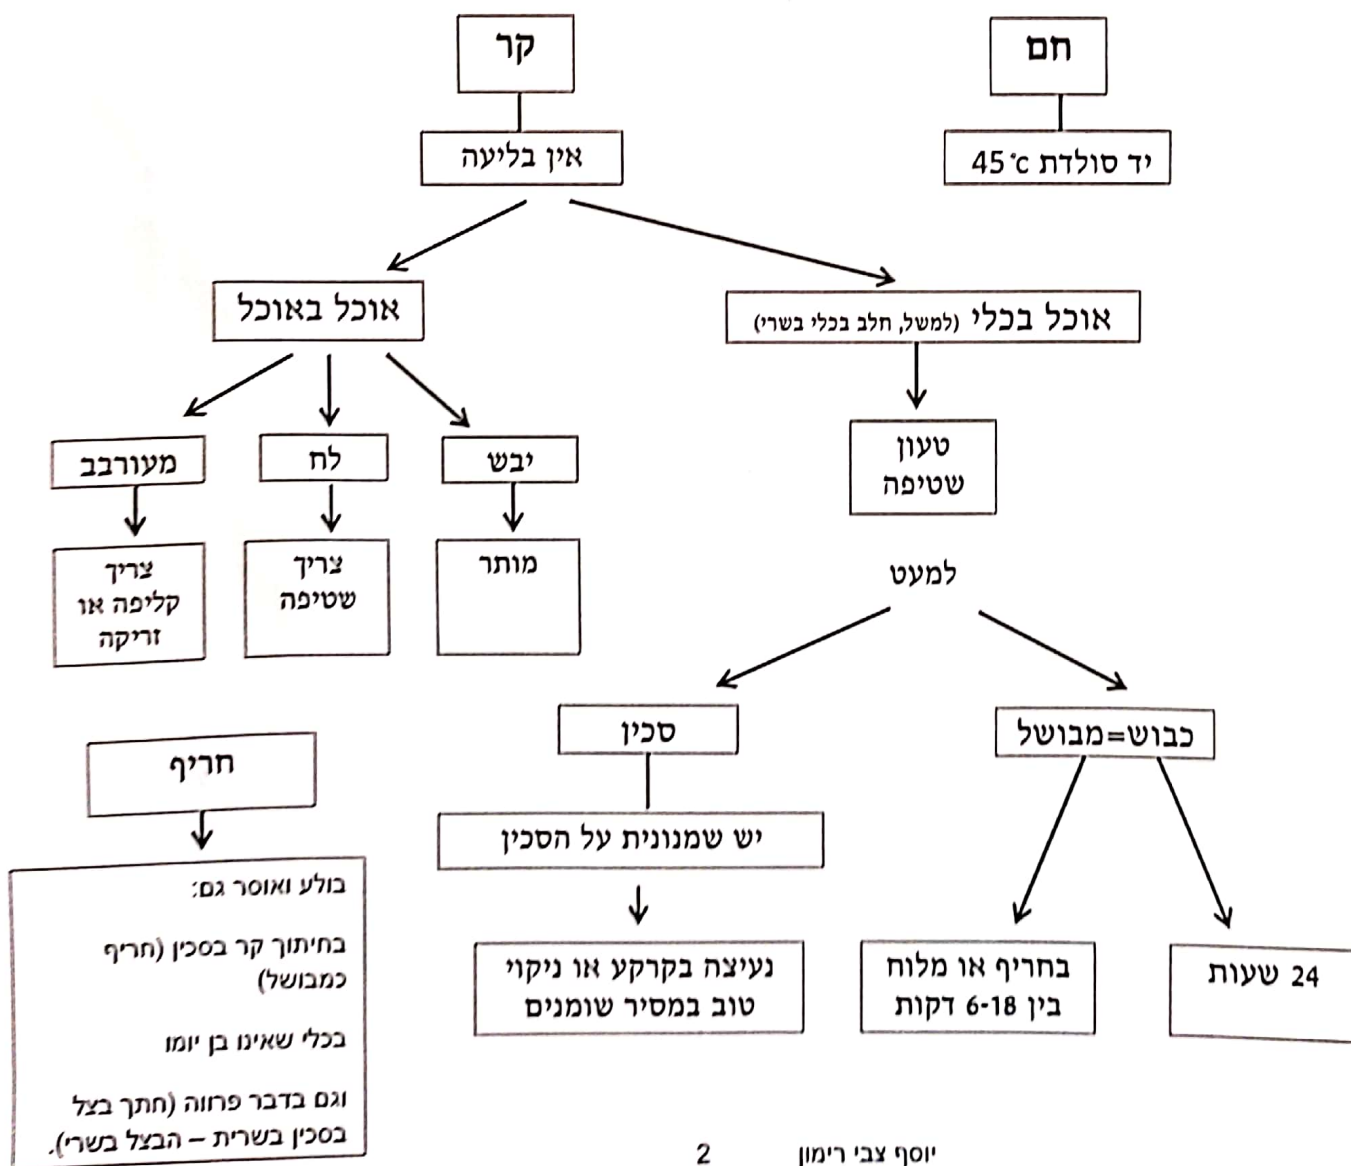 חם
יד סולדת 45°c
קר
אין בליעה
אוכל בכלי (למשל, חלב בכלי בשרי)
טעון
שטיפה
למעט
כבוש=מבושל
24 שעות
בחריף או מלוח
בין 6-18 דקות
סכין
יש שמנונית על הסכין
נעיצה בקרקע או ניקוי
טוב במסיר שומנים
אוכל באוכל
יבש
מותר
לח
צריך
שטיפה
מעורבב
צריך
קליפה או
זריקה
חריף
בולע ואוסר גם:
בחיתוך קר בסכין (חריף
כמבושל)
בכלי שאינו בן יומו
וגם בדבר פרווה (חתך בצל
בסכין בשרית – הבצל בשרי).
יוסף צבי רימון
2